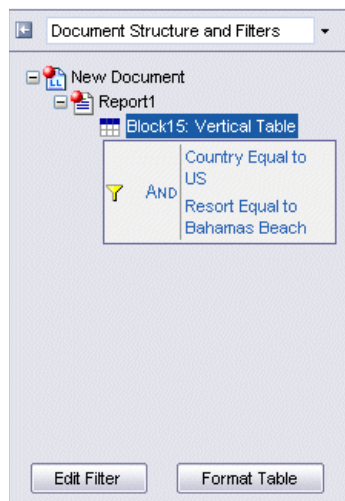 Document Structure and Filters
New Document
Report1
Block15: Vertical Table
Country Equal to
US
AND
Resort Equal to
Bahamas Beach
Edit Filter
Format Table